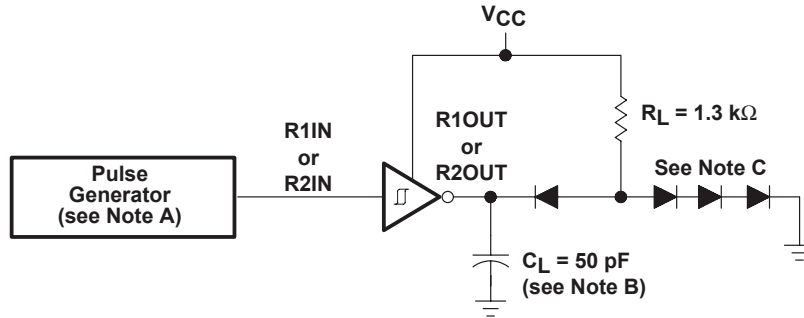 VCC
R1IN
or
R2IN
R1OUT
or
R2OUT
RL = 1.3 kΩ
See Note C
Pulse
Generator
(see Note A)
CL = 50 pF
(see Note B)